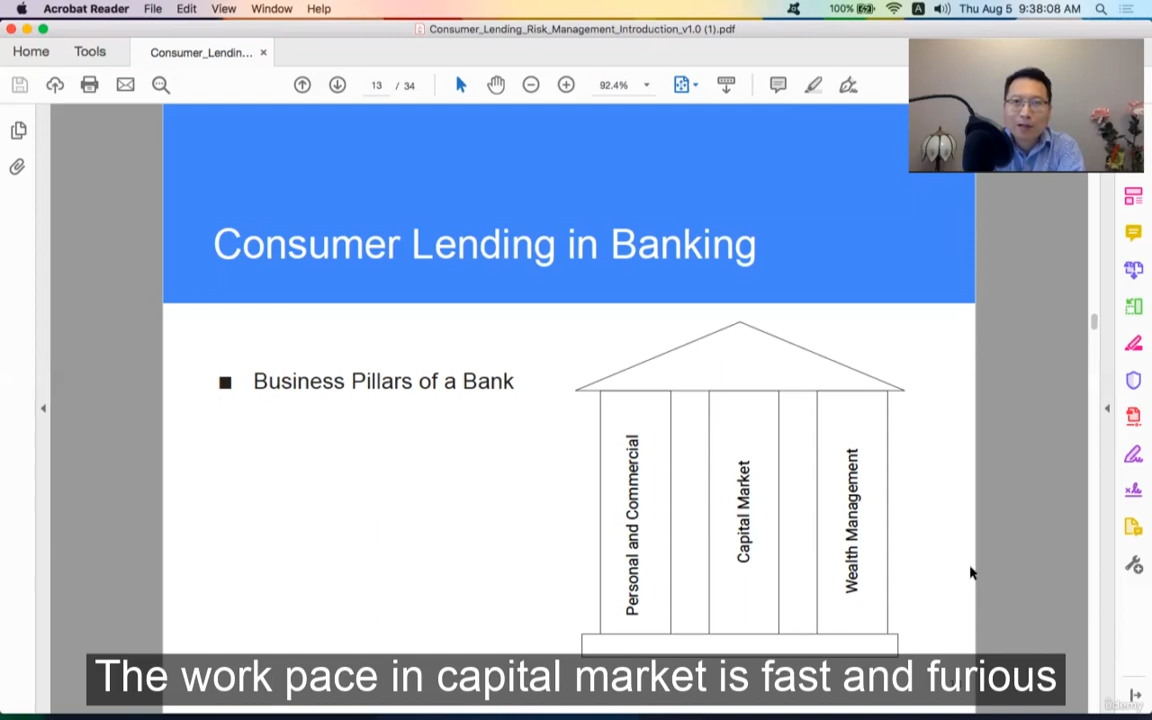 Acrobat Reader File Edit View Window Help 100% A Thu Aug 5 9:38:08 AM
Consumer_Lending_Risk_Management_Introduction_v1.0 (1).pdf
Home Tools Consumer_Lendin... ×
13 / 34 92.4%
Consumer Lending in Banking
■ Business Pillars of a Bank
Personal and Commercial
Capital Market
Wealth Management
The work pace in capital market is fast and furious
ûdemy